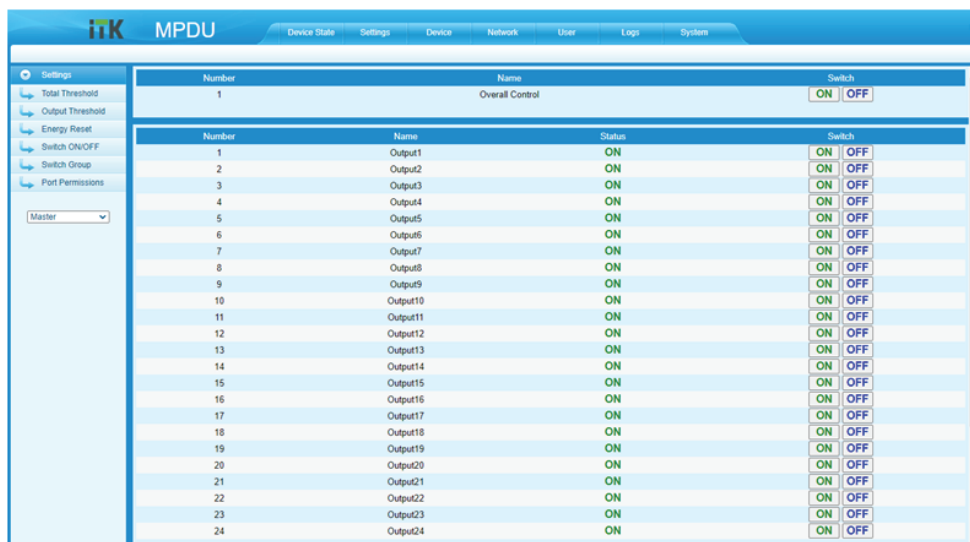 iTK MPDU Device State Settings Device Network User Logs System
Settings
Total Threshold
Output Threshold
Energy Reset
Switch ON/OFF
Switch Group
Port Permissions
Master
Number Name Switch
1 Overall Control ON OFF
Number Name Status Switch
1 Output1 ON ON OFF
2 Output2 ON ON OFF
3 Output3 ON ON OFF
4 Output4 ON ON OFF
5 Output5 ON ON OFF
6 Output6 ON ON OFF
7 Output7 ON ON OFF
8 Output8 ON ON OFF
9 Output9 ON ON OFF
10 Output10 ON ON OFF
11 Output11 ON ON OFF
12 Output12 ON ON OFF
13 Output13 ON ON OFF
14 Output14 ON ON OFF
15 Output15 ON ON OFF
16 Output16 ON ON OFF
17 Output17 ON ON OFF
18 Output18 ON ON OFF
19 Output19 ON ON OFF
20 Output20 ON ON OFF
21 Output21 ON ON OFF
22 Output22 ON ON OFF
23 Output23 ON ON OFF
24 Output24 ON ON OFF